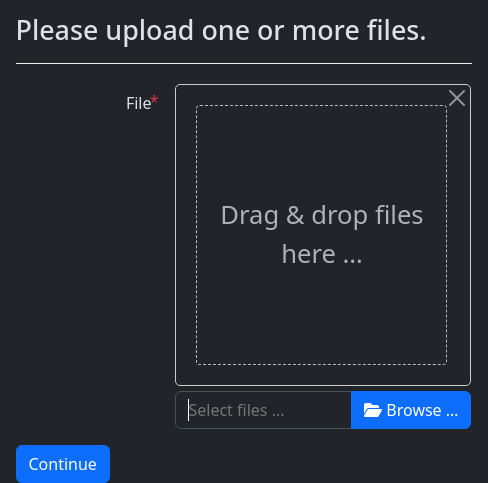 Please upload one or more files.
File*
Drag & drop files
here ...
Select files ...
Browse ...
Continue